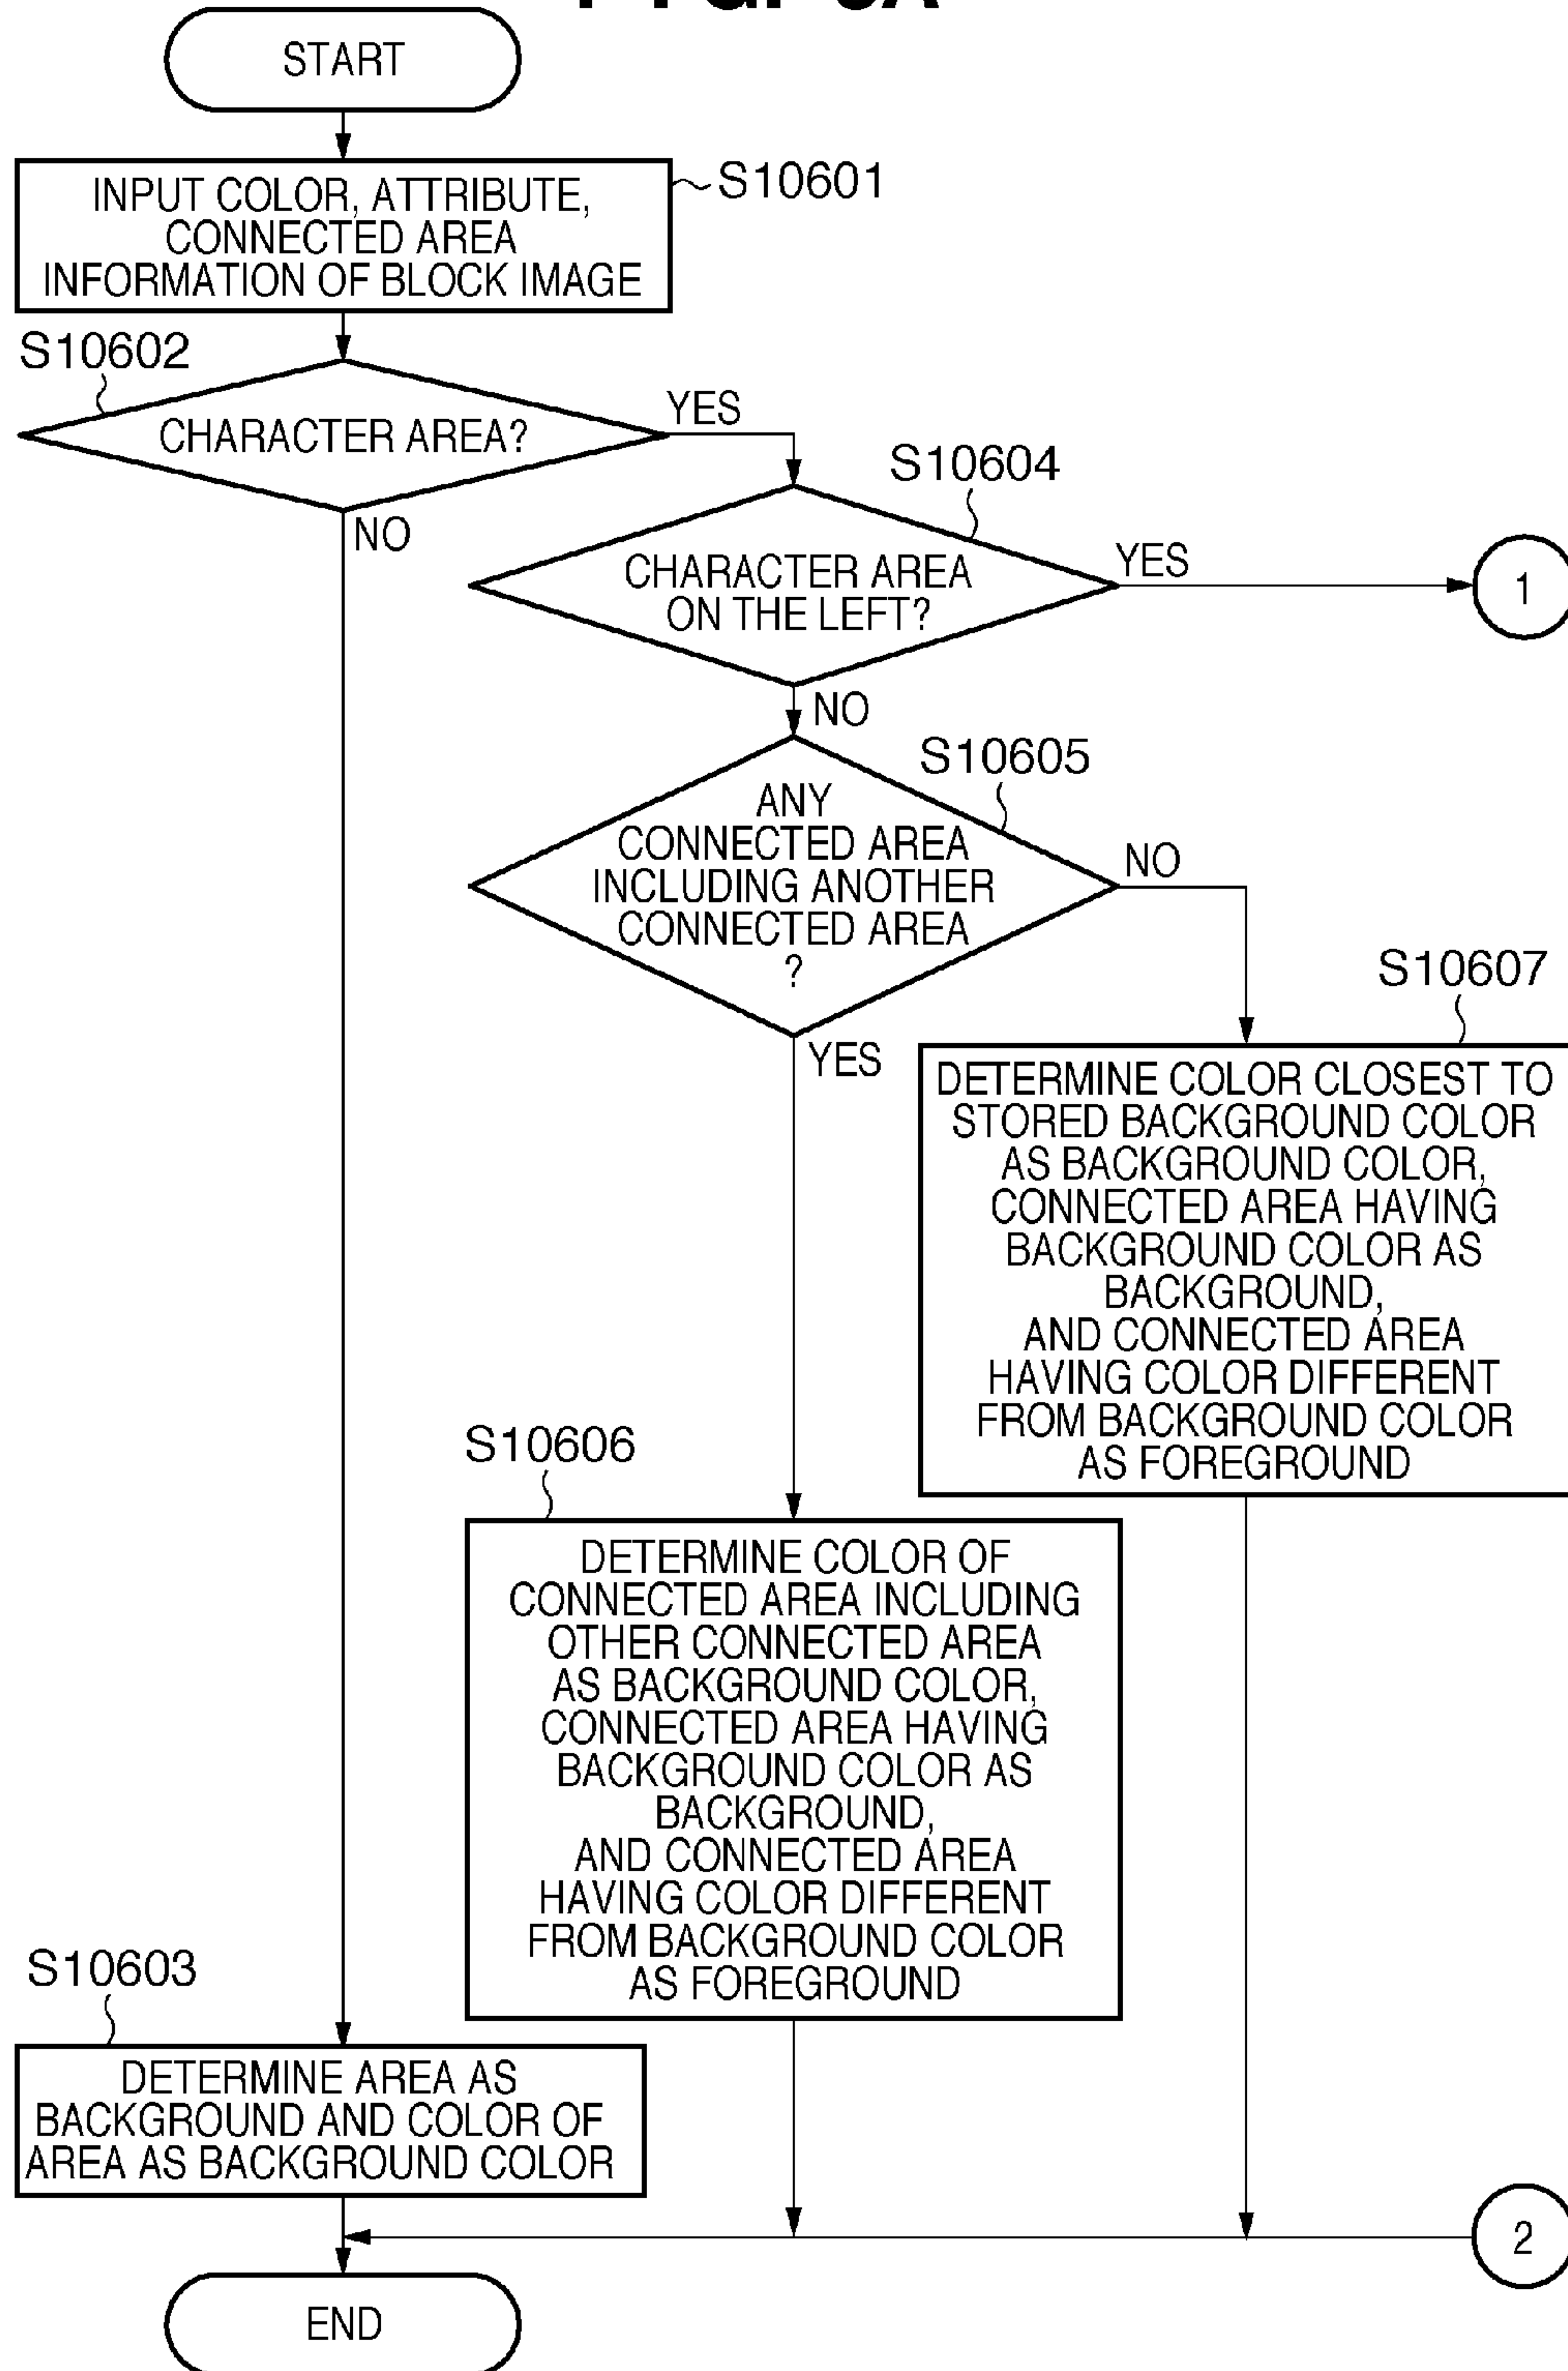 START
INPUT COLOR, ATTRIBUTE,
CONNECTED AREA
INFORMATION OF BLOCK IMAGE
S10601
S10602
CHARACTER AREA?
YES
NO
S10604
CHARACTER AREA
ON THE LEFT?
YES
1
NO
S10605
ANY
CONNECTED AREA
INCLUDING ANOTHER
CONNECTED AREA
?
NO
YES
S10607
DETERMINE COLOR CLOSEST TO
STORED BACKGROUND COLOR
AS BACKGROUND COLOR,
CONNECTED AREA HAVING
BACKGROUND COLOR AS
BACKGROUND,
AND CONNECTED AREA
HAVING COLOR DIFFERENT
FROM BACKGROUND COLOR
AS FOREGROUND
S10606
DETERMINE COLOR OF
CONNECTED AREA INCLUDING
OTHER CONNECTED AREA
AS BACKGROUND COLOR,
CONNECTED AREA HAVING
BACKGROUND COLOR AS
BACKGROUND,
AND CONNECTED AREA
HAVING COLOR DIFFERENT
FROM BACKGROUND COLOR
AS FOREGROUND
S10603
DETERMINE AREA AS
BACKGROUND AND COLOR OF
AREA AS BACKGROUND COLOR
2
END